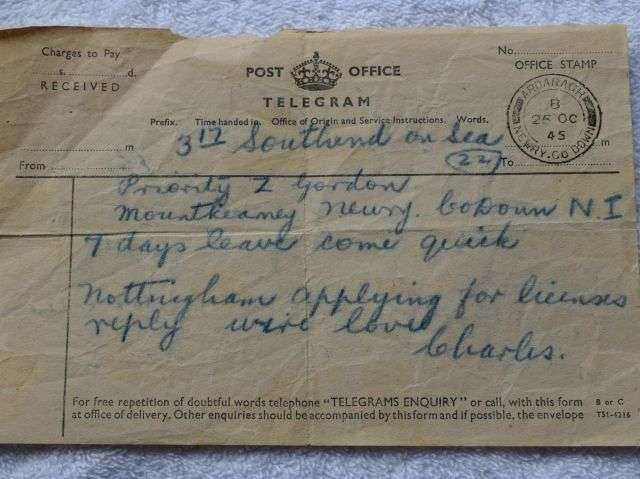 Charges to Pay
s. d.
RECEIVED
POST OFFICE
TELEGRAM
No.
OFFICE STAMP
ARDARAGH
B
25 OC
45
NEWRY. CO DOWN
Prefix. Time handed in. Office of Origin and Service Instructions. Words.
m
3 17 Southend on Sea
22
From
To
m
Priority Gordon
Mountkearney Newry. Co Down N.I
7 days leave come quick
Nottingham applying for licenses
reply wire love
Charles.
For free repetition of doubtful words telephone "TELEGRAMS ENQUIRY" or call, with this form
at office of delivery. Other enquiries should be accompanied by this form and if possible, the envelope
B or C